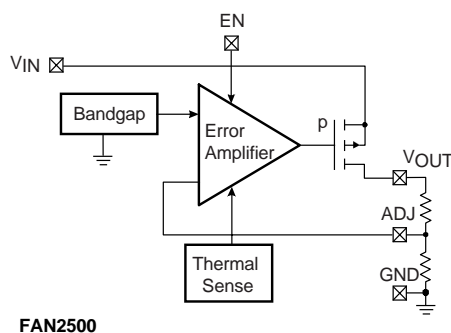 EN
VIN
Bandgap
Error
Amplifier
p
VOUT
ADJ
Thermal
Sense
GND
FAN2500